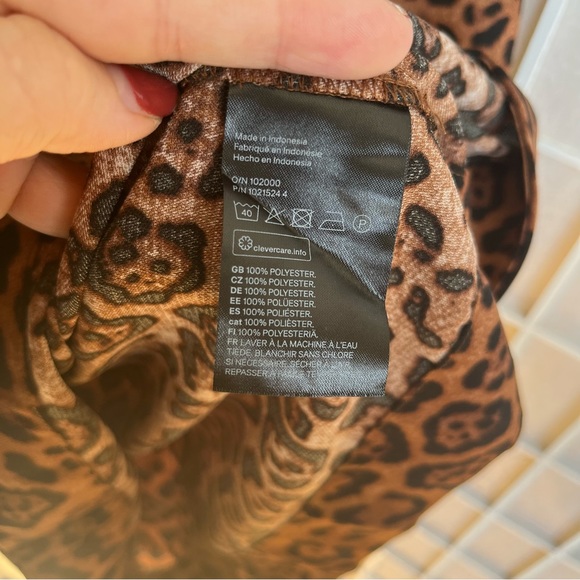 Made in Indonesia
Fabriqué en Indonésie
Hecho en Indonesia
O/N 102000
P/N 1021524 4
40
P
clevercare.info
GB 100% POLYESTER.
CZ 100% POLYESTER.
DE 100% POLYESTER.
EE 100% POLÜESTER.
ES 100% POLIÉSTER.
cat 100% POLIÈSTER.
FI 100% POLYESTERIÄ.
FR LAVER À LA MACHINE, À L'EAU
TIÈDE. BLANCHIR SANS CHLORE
SI NÉCESSAIRE. SÉCHER À
REPASSER À